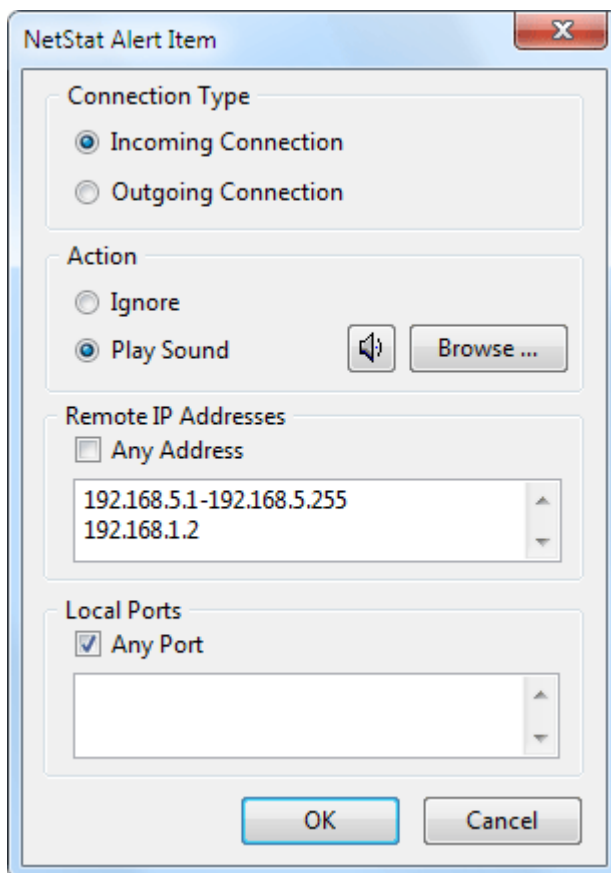 NetStat Alert Item
Connection Type
Incoming Connection
Outgoing Connection
Action
Ignore
Play Sound
Browse ...
Remote IP Addresses
Any Address
192.168.5.1-192.168.5.255
192.168.1.2
Local Ports
Any Port
OK
Cancel